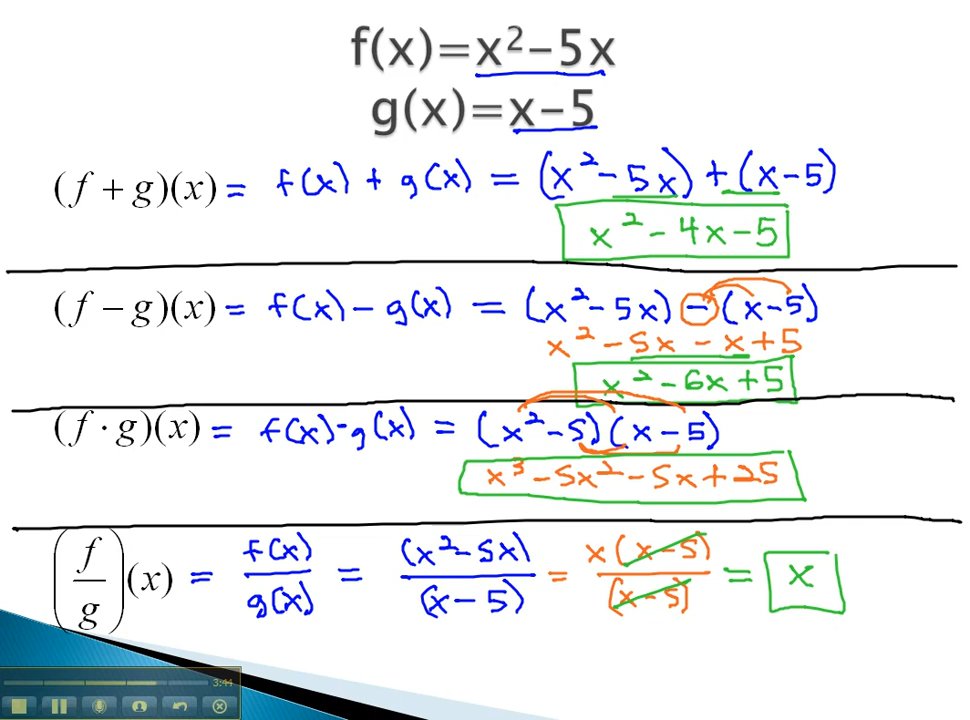 f(x)=x²-5x
g(x)=x-5
(f + g)(x) = f(x) + g(x) = (x² - 5x) + (x - 5)
x² - 4x - 5
(f - g)(x) = f(x) - g(x) = (x² - 5x) - (x - 5)
x² - 5x - x + 5
x² - 6x + 5
(f · g)(x) = f(x) · g(x) = (x² - 5)(x - 5)
x³ - 5x² - 5x + 25
(f/g)(x) = f(x)/g(x) = (x² - 5x)/(x - 5) = x(x - 5)/(x - 5) = x
3:44